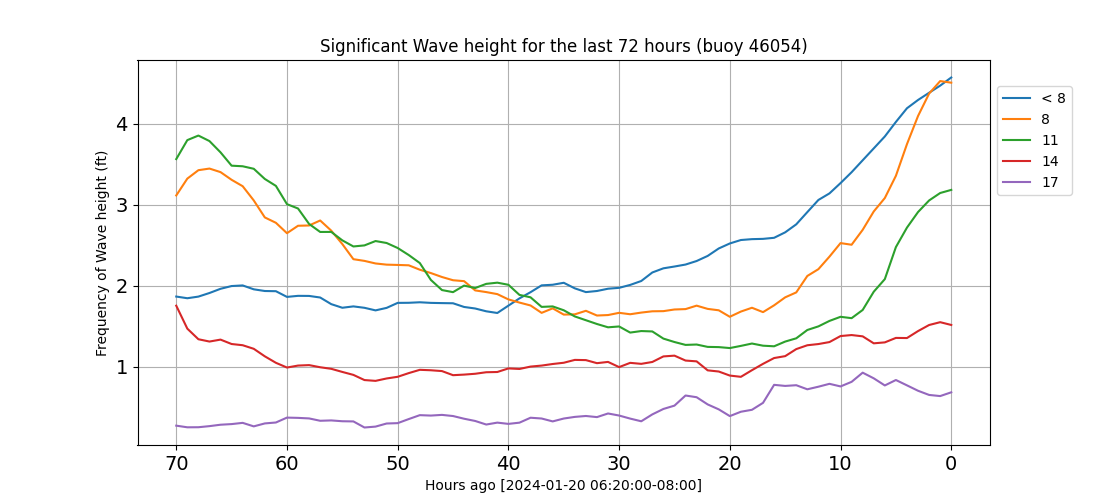 Significant Wave height for the last 72 hours (buoy 46054)
Frequency of Wave height (ft)
4
3
2
1
70 60 50 40 30 20 10 0
Hours ago [2024-01-20 06:20:00-08:00]
< 8
8
11
14
17